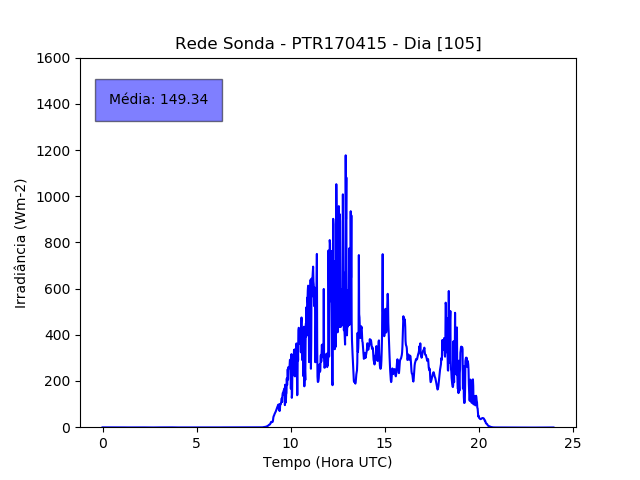 Rede Sonda - PTR170415 - Dia [105]
1600
1400
1200
1000
800
600
400
200
0
Irradiância (Wm-2)
Média: 149.34
0 5 10 15 20 25
Tempo (Hora UTC)